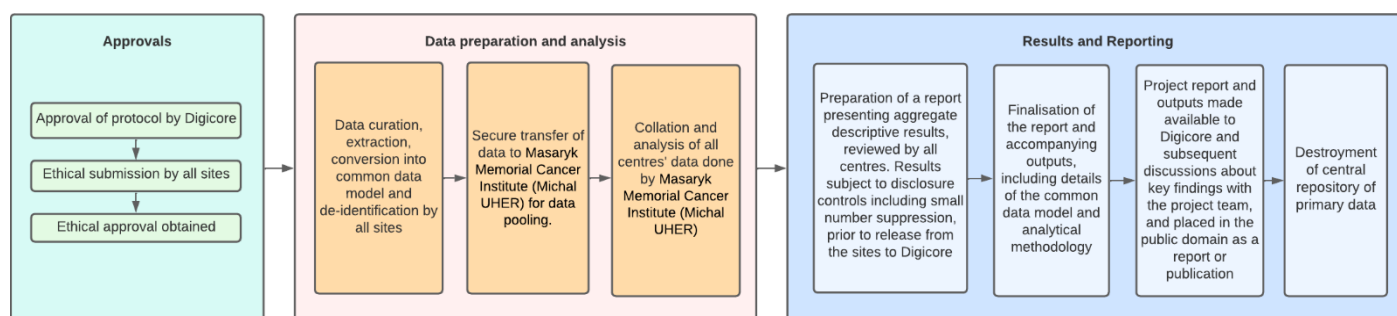 Approvals
Approval of protocol by Digicore
Ethical submission by all sites
Ethical approval obtained
Data preparation and analysis
Data curation,
extraction,
conversion into
common data
model and
de-identification by
all sites
Secure transfer of
data to Masaryk
Memorial Cancer
Institute (Michal
UHER) for data
pooling.
Collation and
analysis of all
centres' data done
by Masaryk
Memorial Cancer
Institute (Michal
UHER)
Results and Reporting
Preparation of a report
presenting aggregate
descriptive results,
reviewed by all
centres. Results
subject to disclosure
controls including small
number suppression,
prior to release from
the sites to Digicore
Finalisation of
the report and
accompanying
outputs,
including details
of the common
data model and
analytical
methodology
Project report and
outputs made
available to
Digicore and
subsequent
discussions about
key findings with
the project team,
and placed in the
public domain as a
report or
publication
Destroyment
of central
repository of
primary data